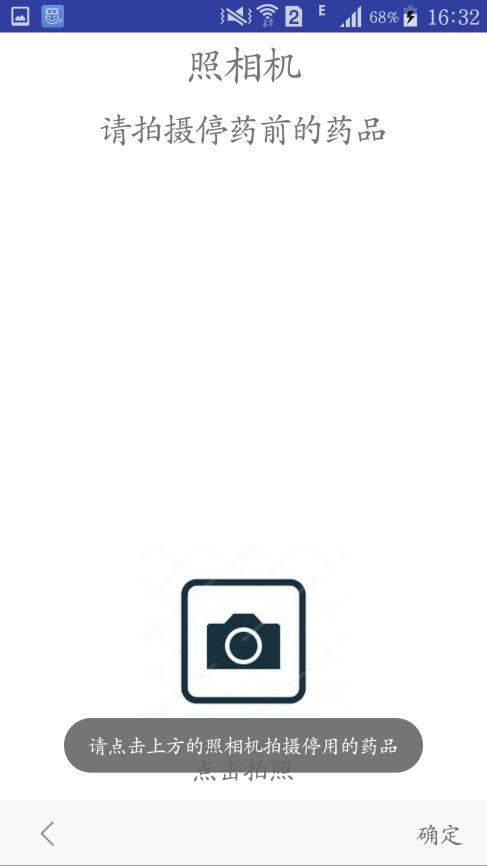 2 E 68% 16:32
照相机
请拍摄停药前的药品
请点击上方的照相机拍摄停用的药品
点击拍照
确定